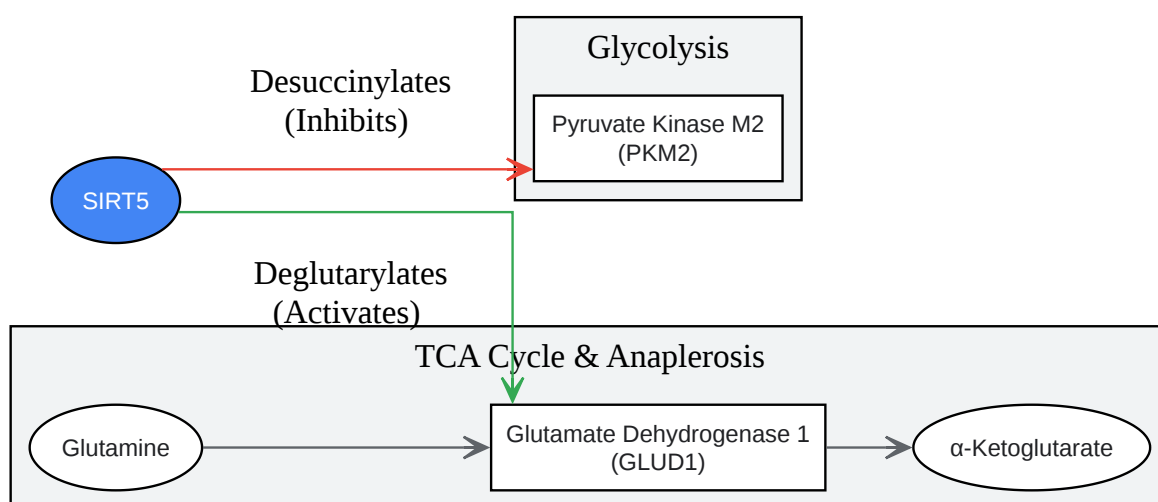 Glycolysis
Desuccinylates
(Inhibits)
Pyruvate Kinase M2
(PKM2)
SIRT5
Deglutarylates
(Activates)
TCA Cycle & Anaplerosis
Glutamine
Glutamate Dehydrogenase 1
(GLUD1)
α-Ketoglutarate